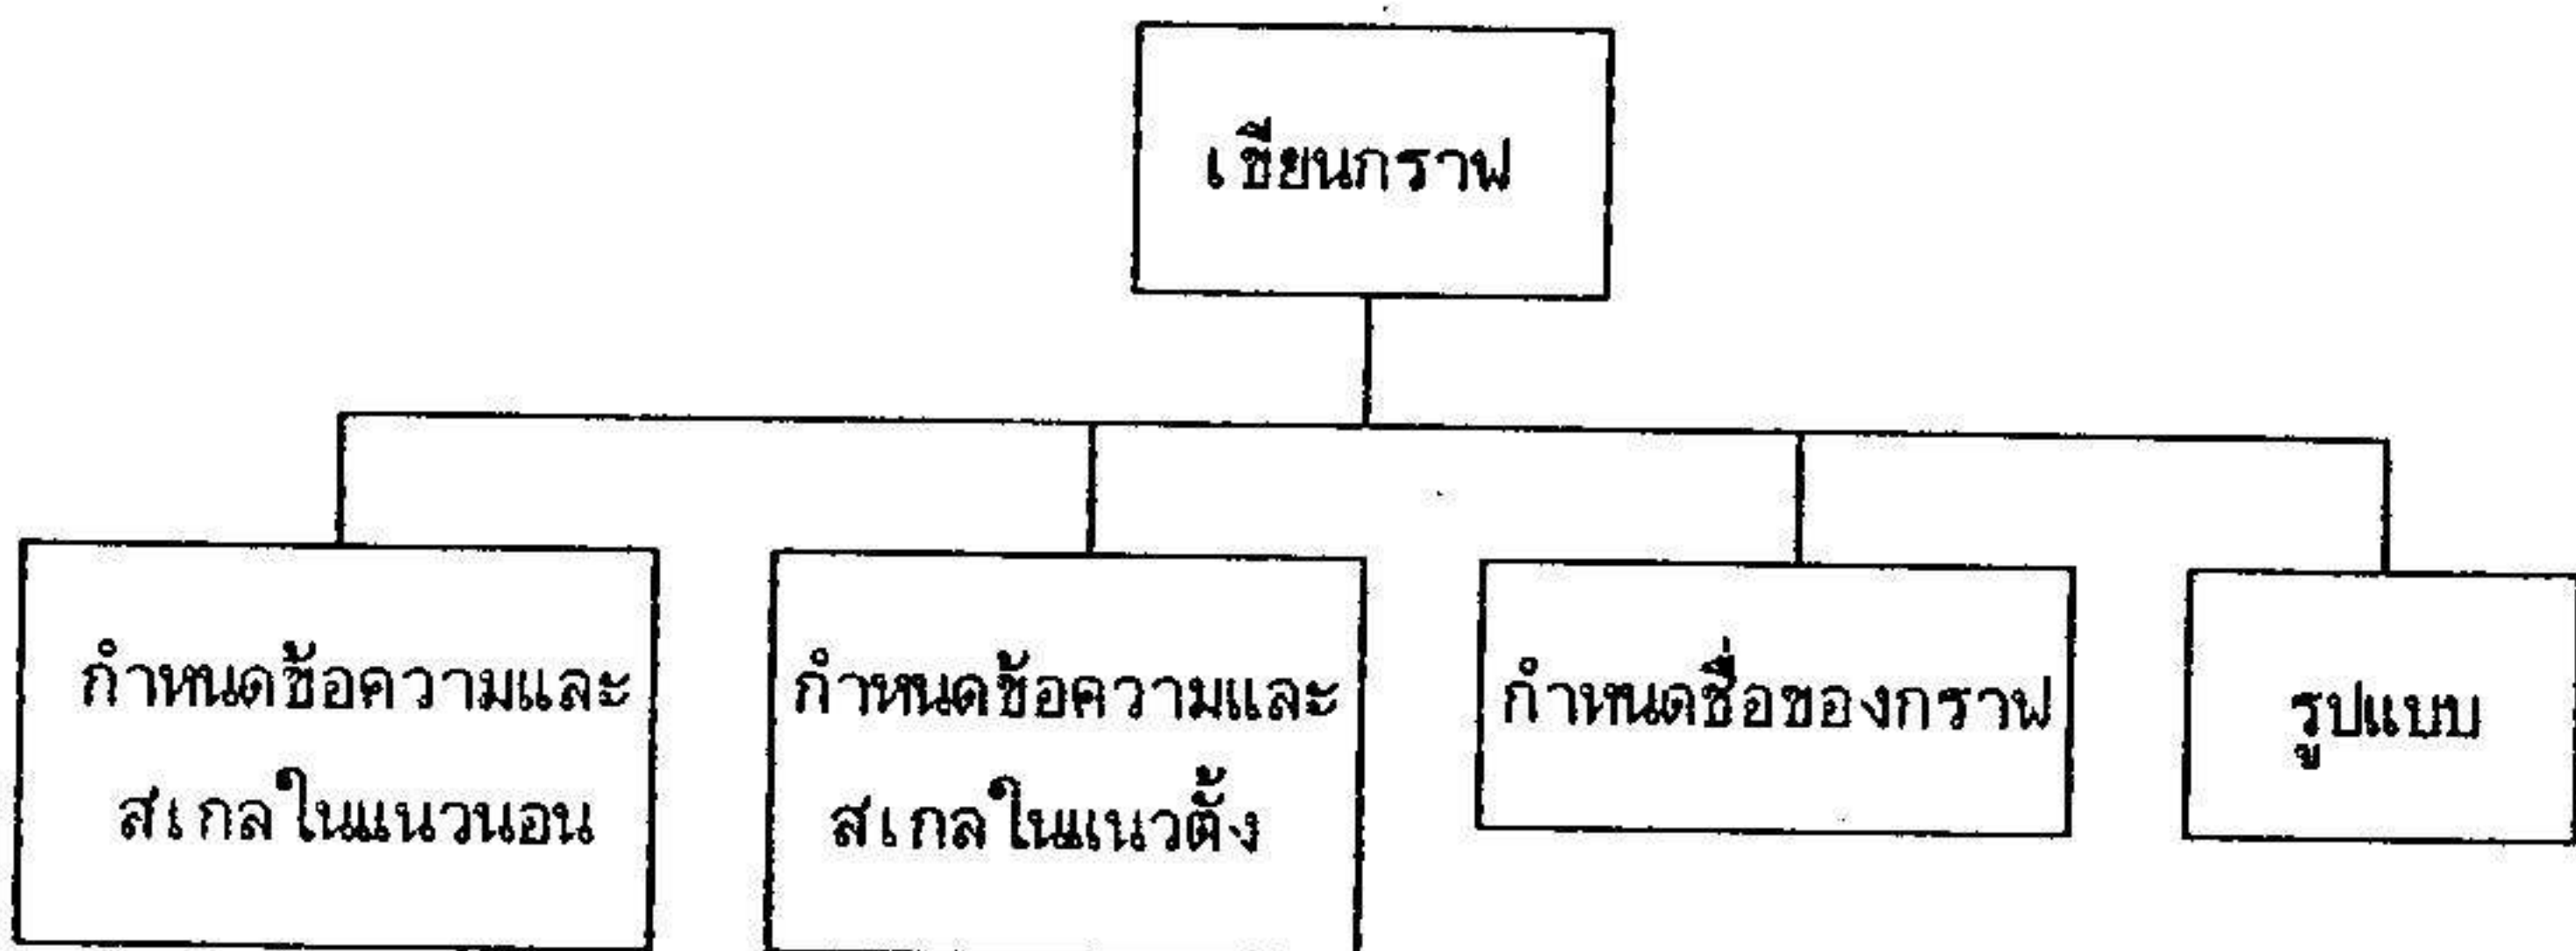 เขียนกราฟ
กำหนดข้อความและ
สเกลในแนวนอน
กำหนดข้อความและ
สเกลในแนวตั้ง
กำหนดชื่อของกราฟ
รูปแบบ